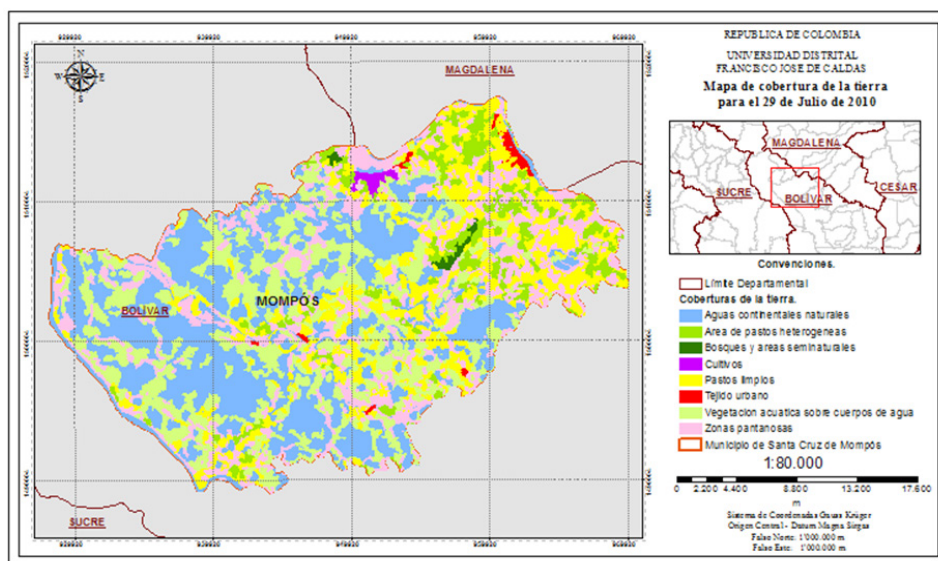 REPUBLICA DE COLOMBIA
UNIVERSIDAD DISTRITAL
FRANCISCO JOSE DE CALDAS
Mapa de cobertura de la tierra
para el 29 de Julio de 2010
MAGDALENA
SUCRE
BOLÍVAR
CESAR
Convenciones.
Límite Departamental
Coberturas de la tierra.
Aguas continentales naturales
Area de pastos heterogeneas
Bosques y areas seminaturales
Cultivos
Pastos limpios
Tejido urbano
Vegetacion acuatica sobre cuerpos de agua
Zonas pantanosas
Municipio de Santa Cruz de Mompós
1:80.000
0 2.200 4.400 8.800 13.200 17.600
m
Sistema de Coordenadas Gauss Krüger
Origen Central - Datum Magna Sirgas
Falso Norte: 1'000.000 m
Falso Este: 1'000.000 m
N
W E
S
MAGDALENA
MOMPÓS
BOLÍVAR
SUCRE